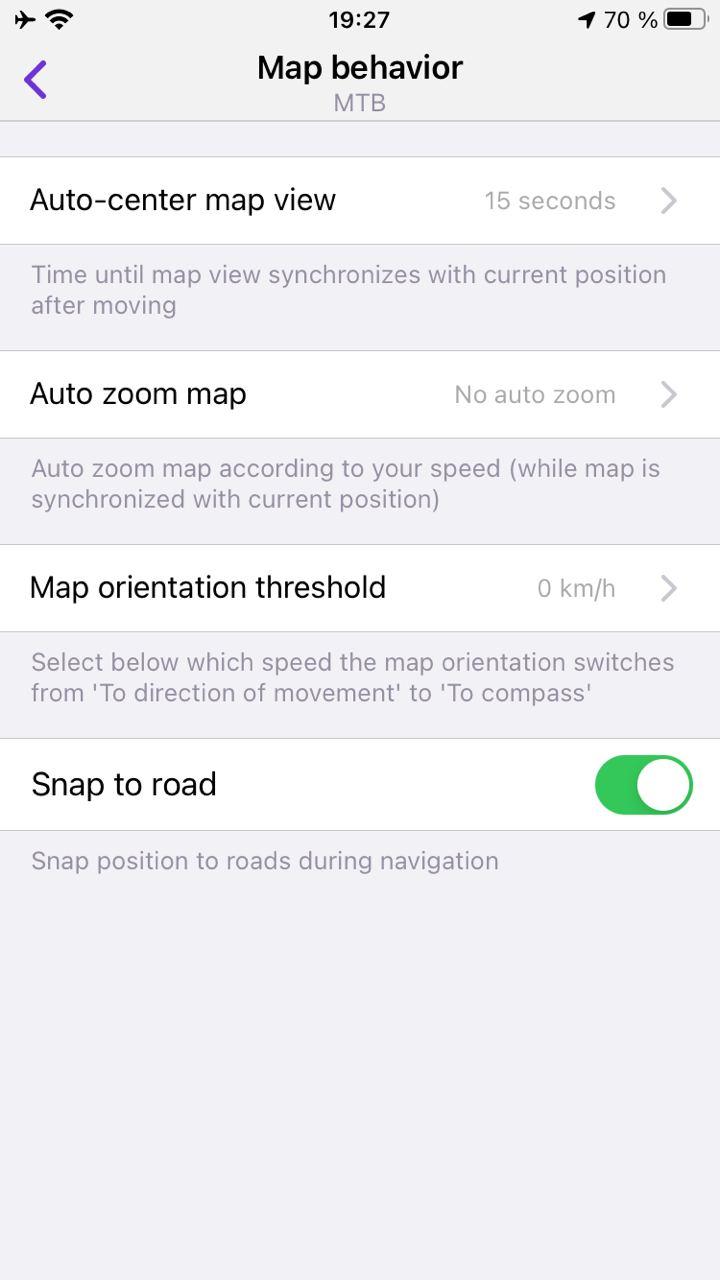 19:27
70 %
Map behavior
MTB
Auto-center map view
15 seconds
Time until map view synchronizes with current position
after moving
Auto zoom map
No auto zoom
Auto zoom map according to your speed (while map is
synchronized with current position)
Map orientation threshold
0 km/h
Select below which speed the map orientation switches
from 'To direction of movement' to 'To compass'
Snap to road
Snap position to roads during navigation